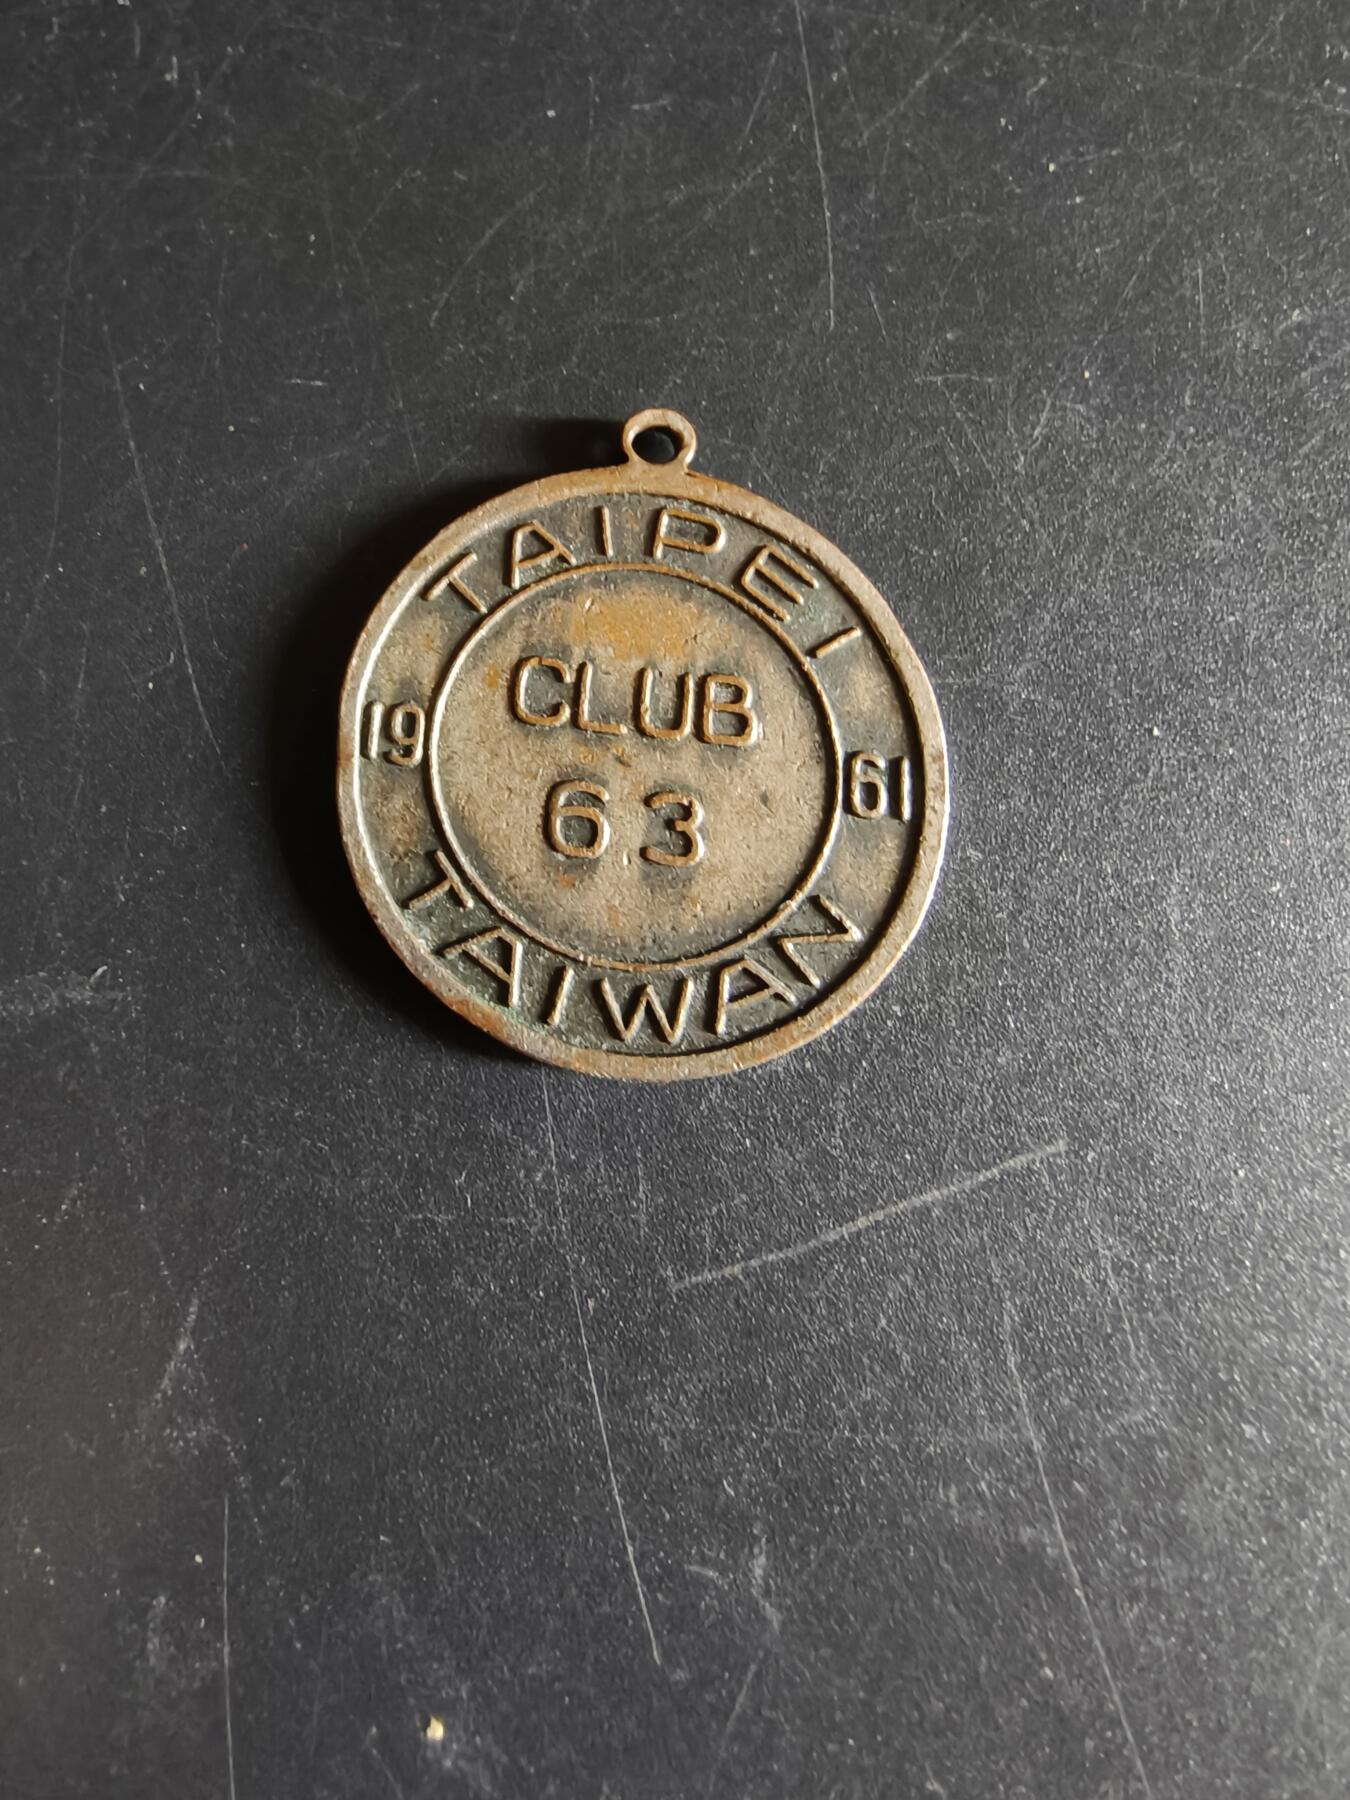 TAIPEI
CLUB
63
19 61
TAIWAN